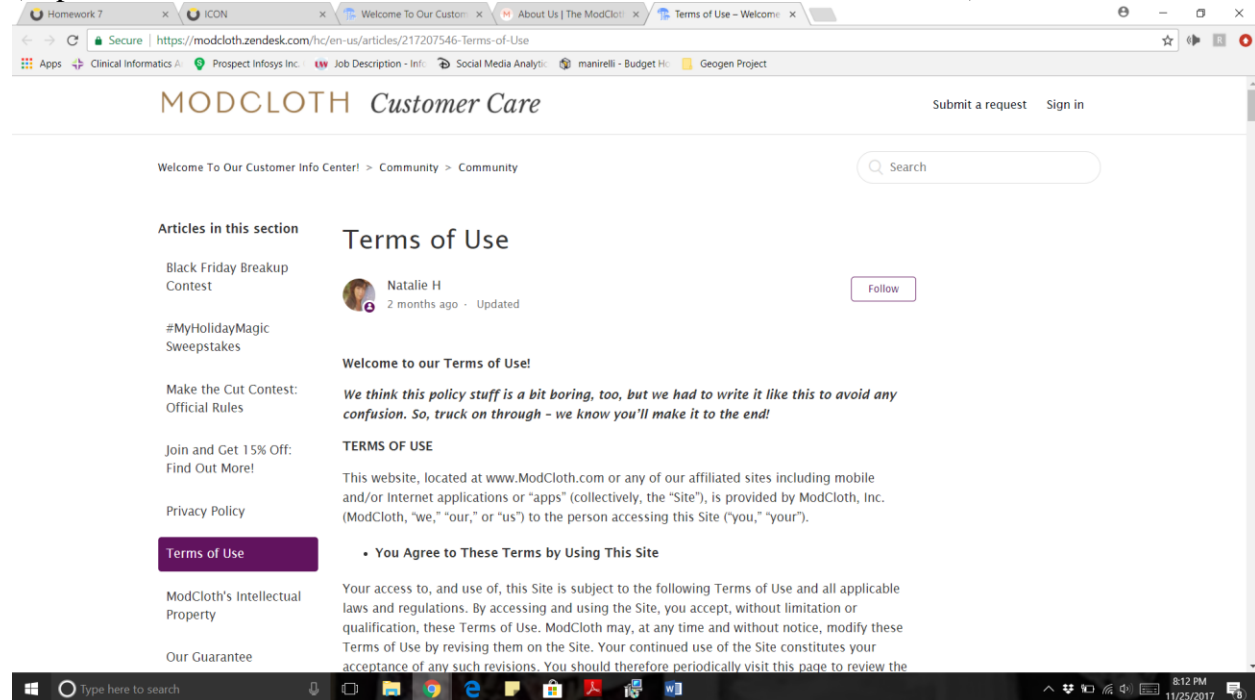 Homework 7
ICON
Welcome To Our Custom
About Us | The ModClotl
Terms of Use – Welcome
Secure | https://modcloth.zendesk.com/hc/en-us/articles/217207546-Terms-of-Use
Apps Clinical Informatics A Prospect Infosys Inc. Job Description - Info Social Media Analytic manirelli - Budget Ho Geogen Project
MODCLOTH Customer Care
Submit a request Sign in
Welcome To Our Customer Info Center! > Community > Community
Search
Articles in this section
Black Friday Breakup
Contest
#MyHolidayMagic
Sweepstakes
Make the Cut Contest:
Official Rules
Join and Get 15% Off:
Find Out More!
Privacy Policy
Terms of Use
ModCloth's Intellectual
Property
Our Guarantee
Terms of Use
Natalie H
2 months ago · Updated
Follow
Welcome to our Terms of Use!
We think this policy stuff is a bit boring, too, but we had to write it like this to avoid any
confusion. So, truck on through – we know you'll make it to the end!
TERMS OF USE
This website, located at www.ModCloth.com or any of our affiliated sites including mobile
and/or Internet applications or “apps” (collectively, the “Site”), is provided by ModCloth, Inc.
(ModCloth, “we,” “our,” or “us”) to the person accessing this Site (“you,” “your”).
• You Agree to These Terms by Using This Site
Your access to, and use of, this Site is subject to the following Terms of Use and all applicable
laws and regulations. By accessing and using the Site, you accept, without limitation or
qualification, these Terms of Use. ModCloth may, at any time and without notice, modify these
Terms of Use by revising them on the Site. Your continued use of the Site constitutes your
acceptance of any such revisions. You should therefore periodically visit this page to review the
Type here to search
8:12 PM
11/25/2017